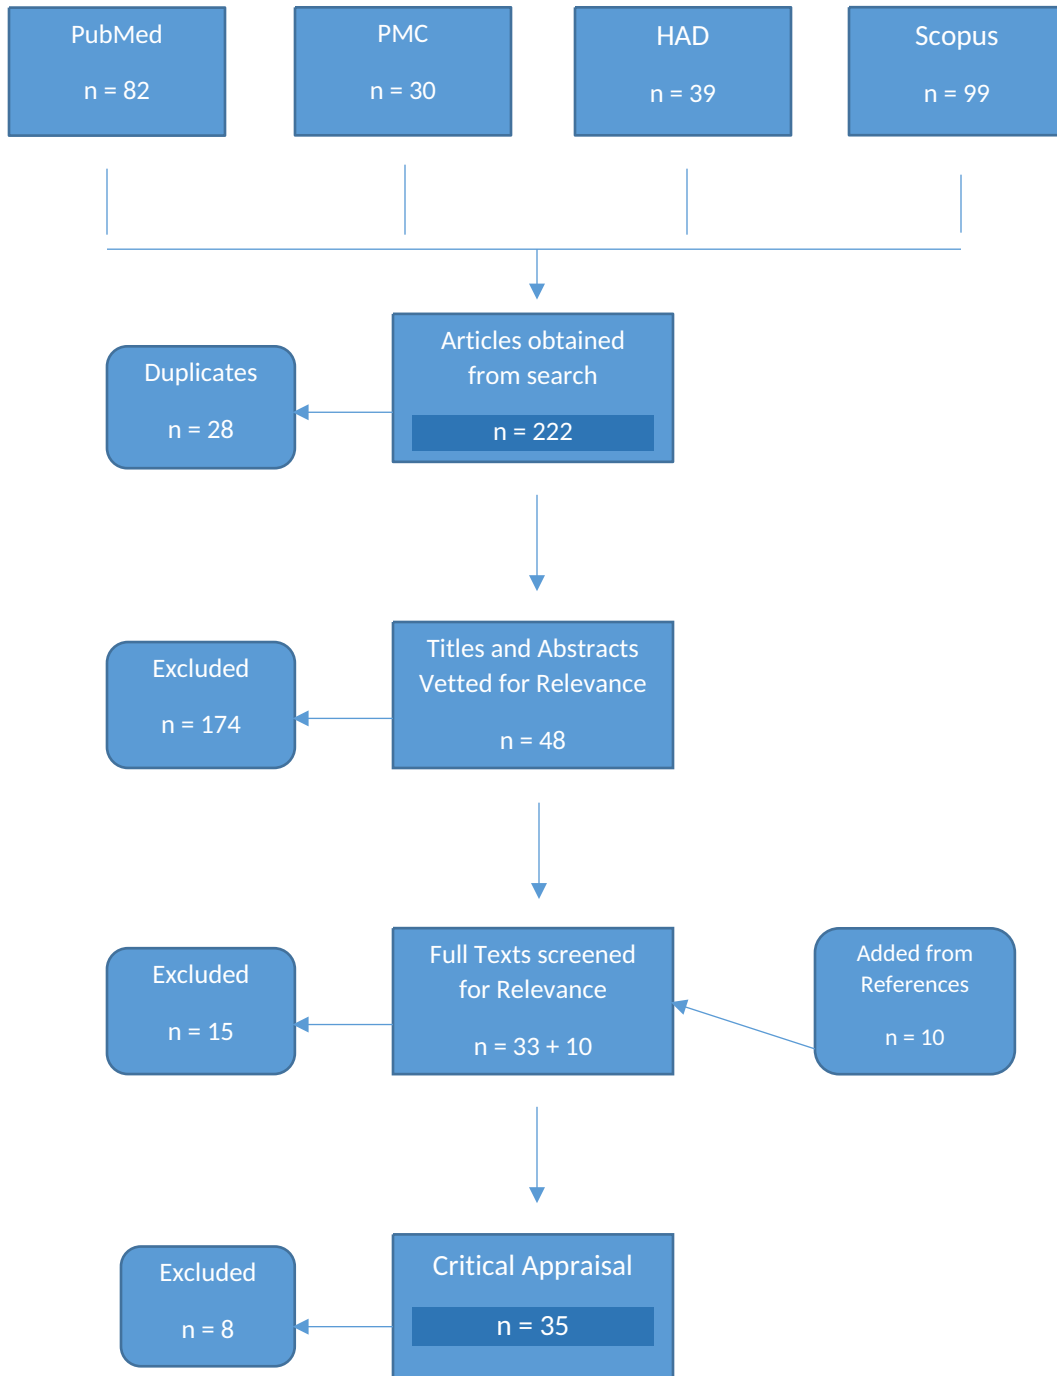 PubMed
n = 82
PMC
n = 30
HAD
n = 39
Scopus
n = 99
Articles obtained
from search
n = 222
Duplicates
n = 28
Titles and Abstracts
Vetted for Relevance
n = 48
Excluded
n = 174
Full Texts screened
for Relevance
n = 33 + 10
Excluded
n = 15
Added from
References
n = 10
Critical Appraisal
n = 35
Excluded
n = 8